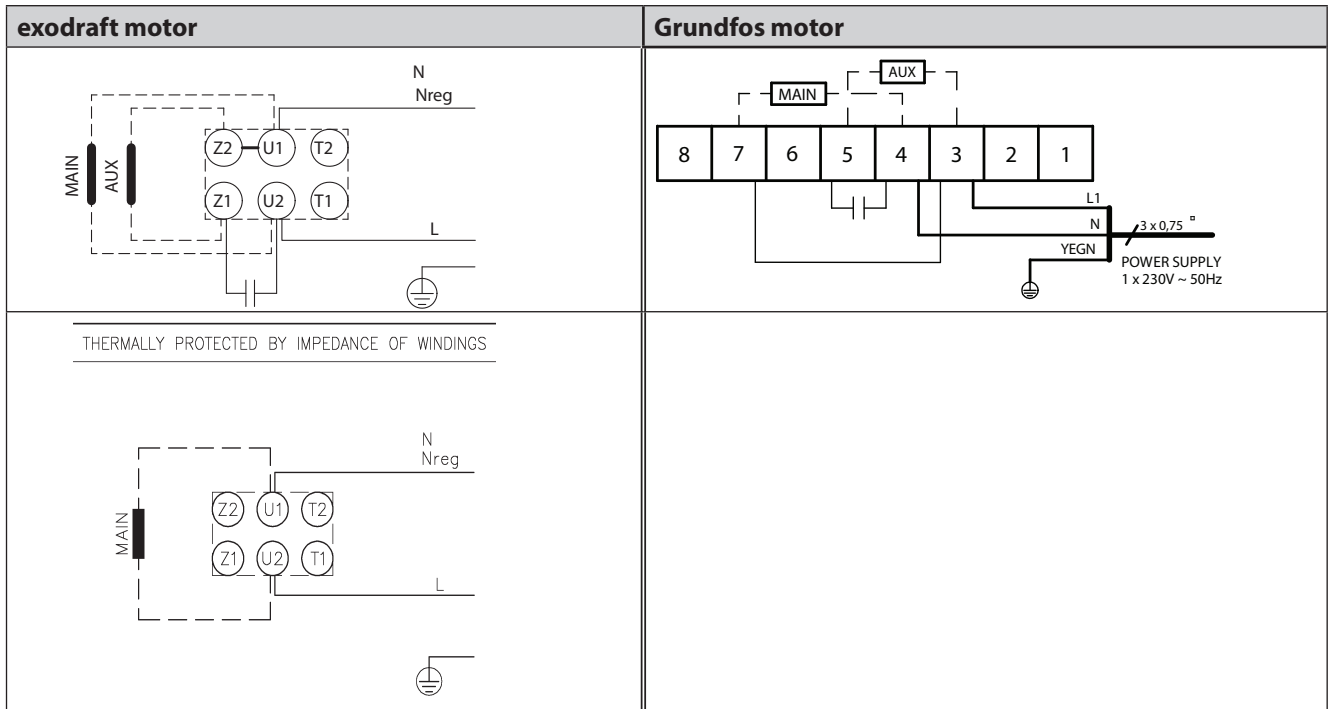 exodraft motor
Grundfos motor
N
Nreg
Z2 U1 T2
MAIN
AUX
Z1 U2 T1
L
AUX
MAIN
8 7 6 5 4 3 2 1
L1
N
3 x 0,75 □
YEGN
POWER SUPPLY
1 x 230V ~ 50Hz
THERMALLY PROTECTED BY IMPEDANCE OF WINDINGS
N
Nreg
Z2 U1 T2
MAIN
Z1 U2 T1
L